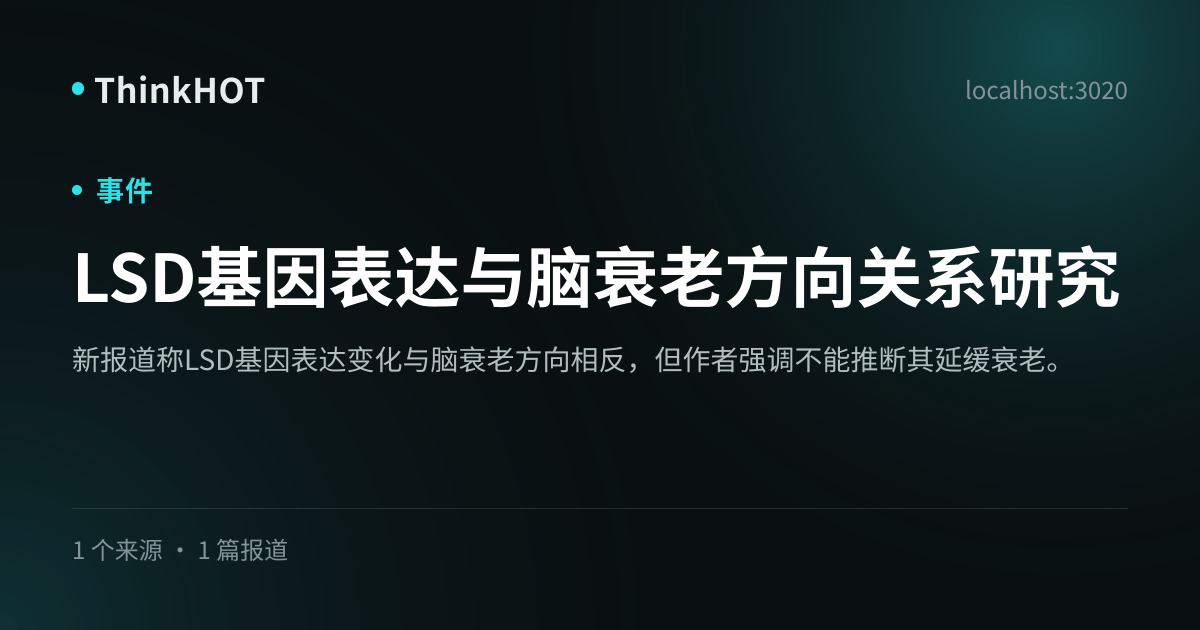 ThinkHOT
localhost:3020
事件
LSD基因表达与脑衰老方向关系研究
新报道称LSD基因表达变化与脑衰老方向相反，但作者强调不能推断其延缓衰老。
1 个来源 · 1 篇报道